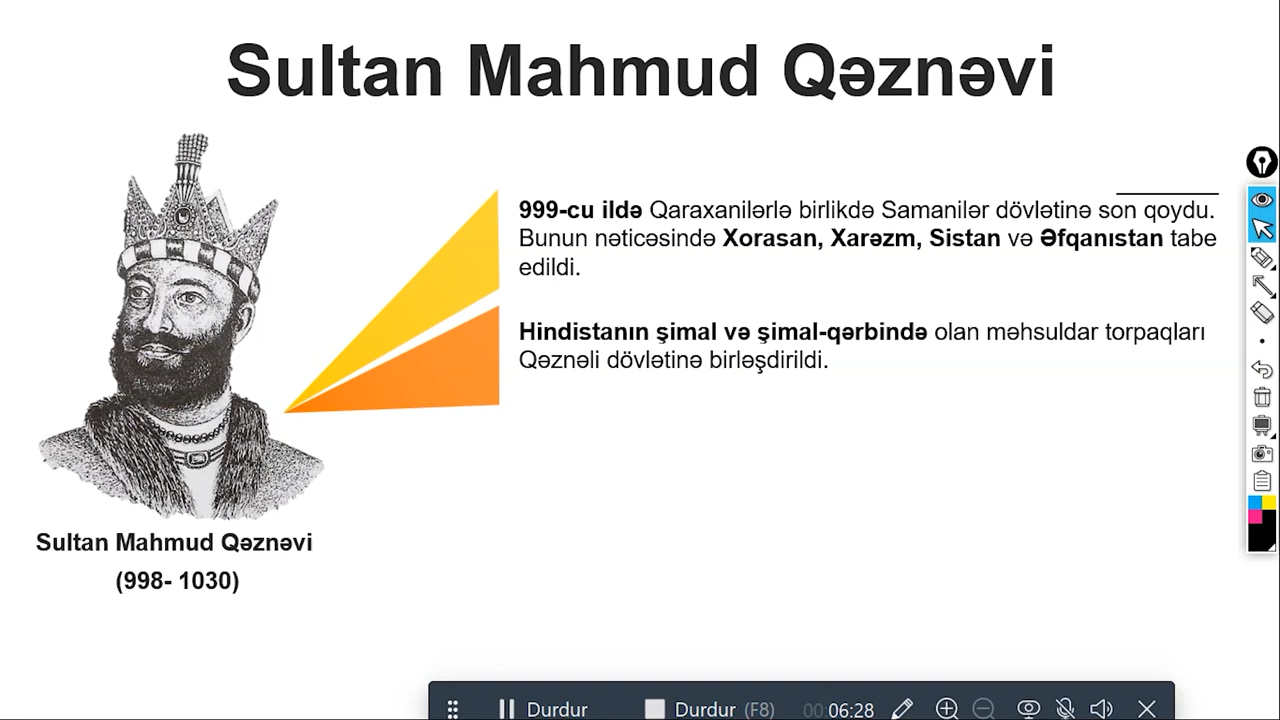 Sultan Mahmud Qəznəvi
999-cu ildə Qaraxanilərlə birlikdə Samanilər dövlətinə son qoydu.
Bunun nəticəsində Xorasan, Xarəzm, Sistan və Əfqanıstan tabe
edildi.
Hindistanın şimal və şimal-qərbində olan məhsuldar torpaqları
Qəznəli dövlətinə birləşdirildi.
Sultan Mahmud Qəznəvi
(998- 1030)
Durdur Durdur (F8) 00:06:28